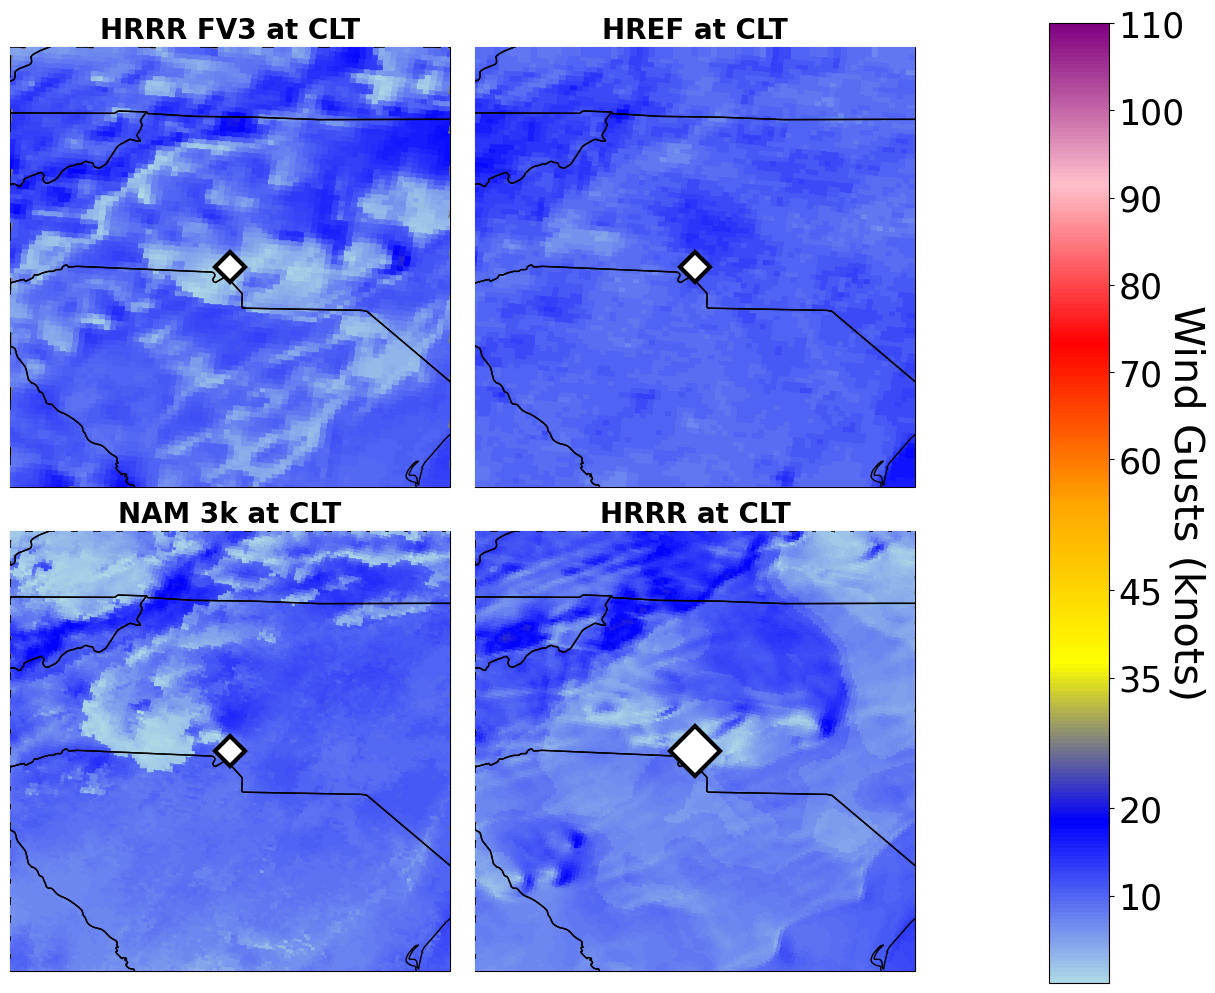 HRRR FV3 at CLT
HREF at CLT
NAM 3k at CLT
HRRR at CLT
110
100
90
80
70
60
45
35
20
10
Wind Gusts (knots)